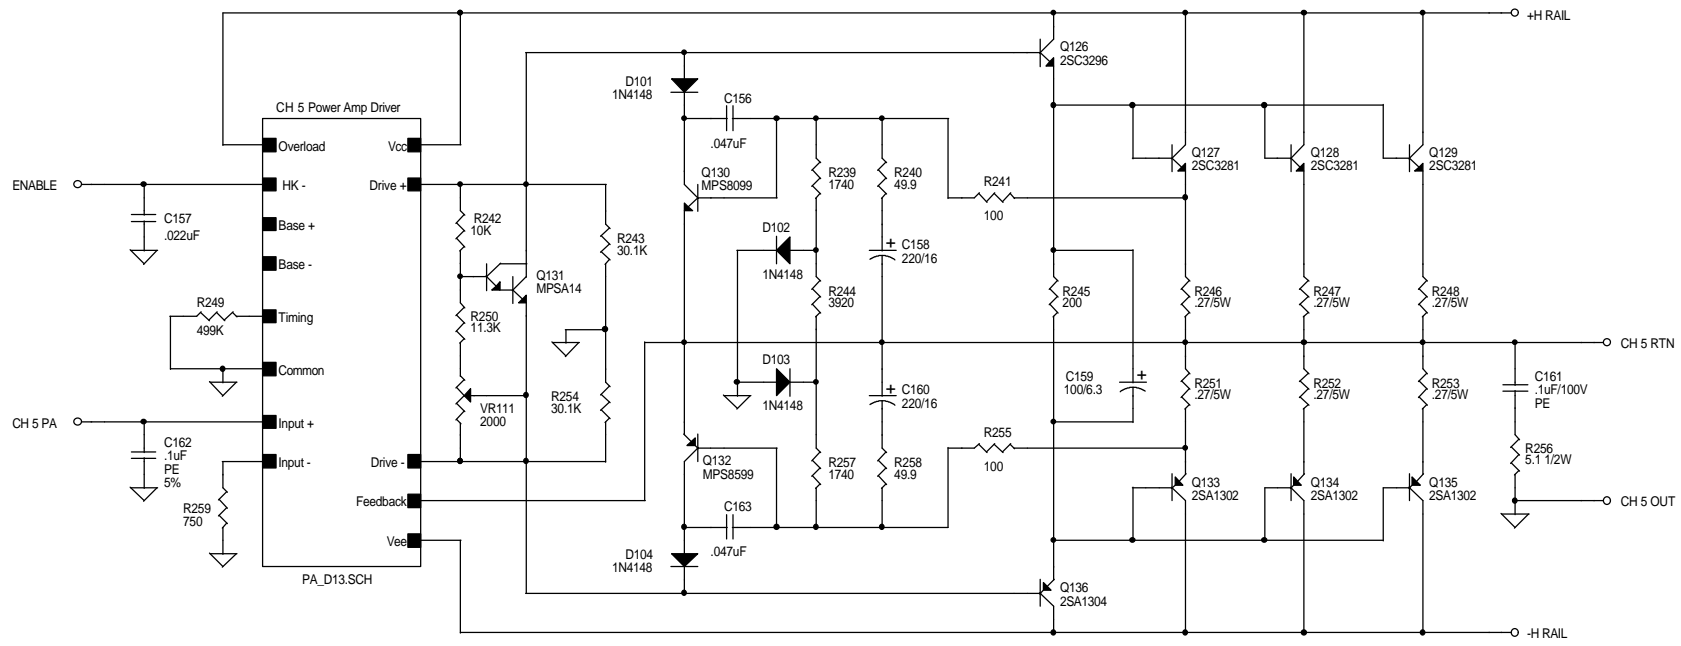 +H RAIL
Q126
2SC3296
D101
1N4148
C156
.047uF
CH 5 Power Amp Driver
Overload
Vcc
Q127
2SC3281
Q128
2SC3281
Q129
2SC3281
ENABLE
HK -
Drive +
Q130
MPS8099
R239
1740
R240
49.9
R241
100
C157
.022uF
Base +
R242
10K
R243
30.1K
D102
1N4148
C158
220/16
Base -
Q131
MPSA14
R244
3920
R245
200
R246
.27/5W
R247
.27/5W
R248
.27/5W
R249
499K
Timing
R250
11.3K
CH 5 RTN
Common
D103
1N4148
C159
100/6.3
R251
.27/5W
R252
.27/5W
R253
.27/5W
C161
.1uF/100V
PE
VR111
2000
R254
30.1K
C160
220/16
CH 5 PA
Input +
C162
.1uF
PE
5%
R255
100
R256
5.1 1/2W
Input -
Drive -
Q132
MPS8599
R257
1740
R258
49.9
Q133
2SA1302
Q134
2SA1302
Q135
2SA1302
R259
750
Feedback
CH 5 OUT
C163
.047uF
Vee
D104
1N4148
PA_D13.SCH
Q136
2SA1304
-H RAIL